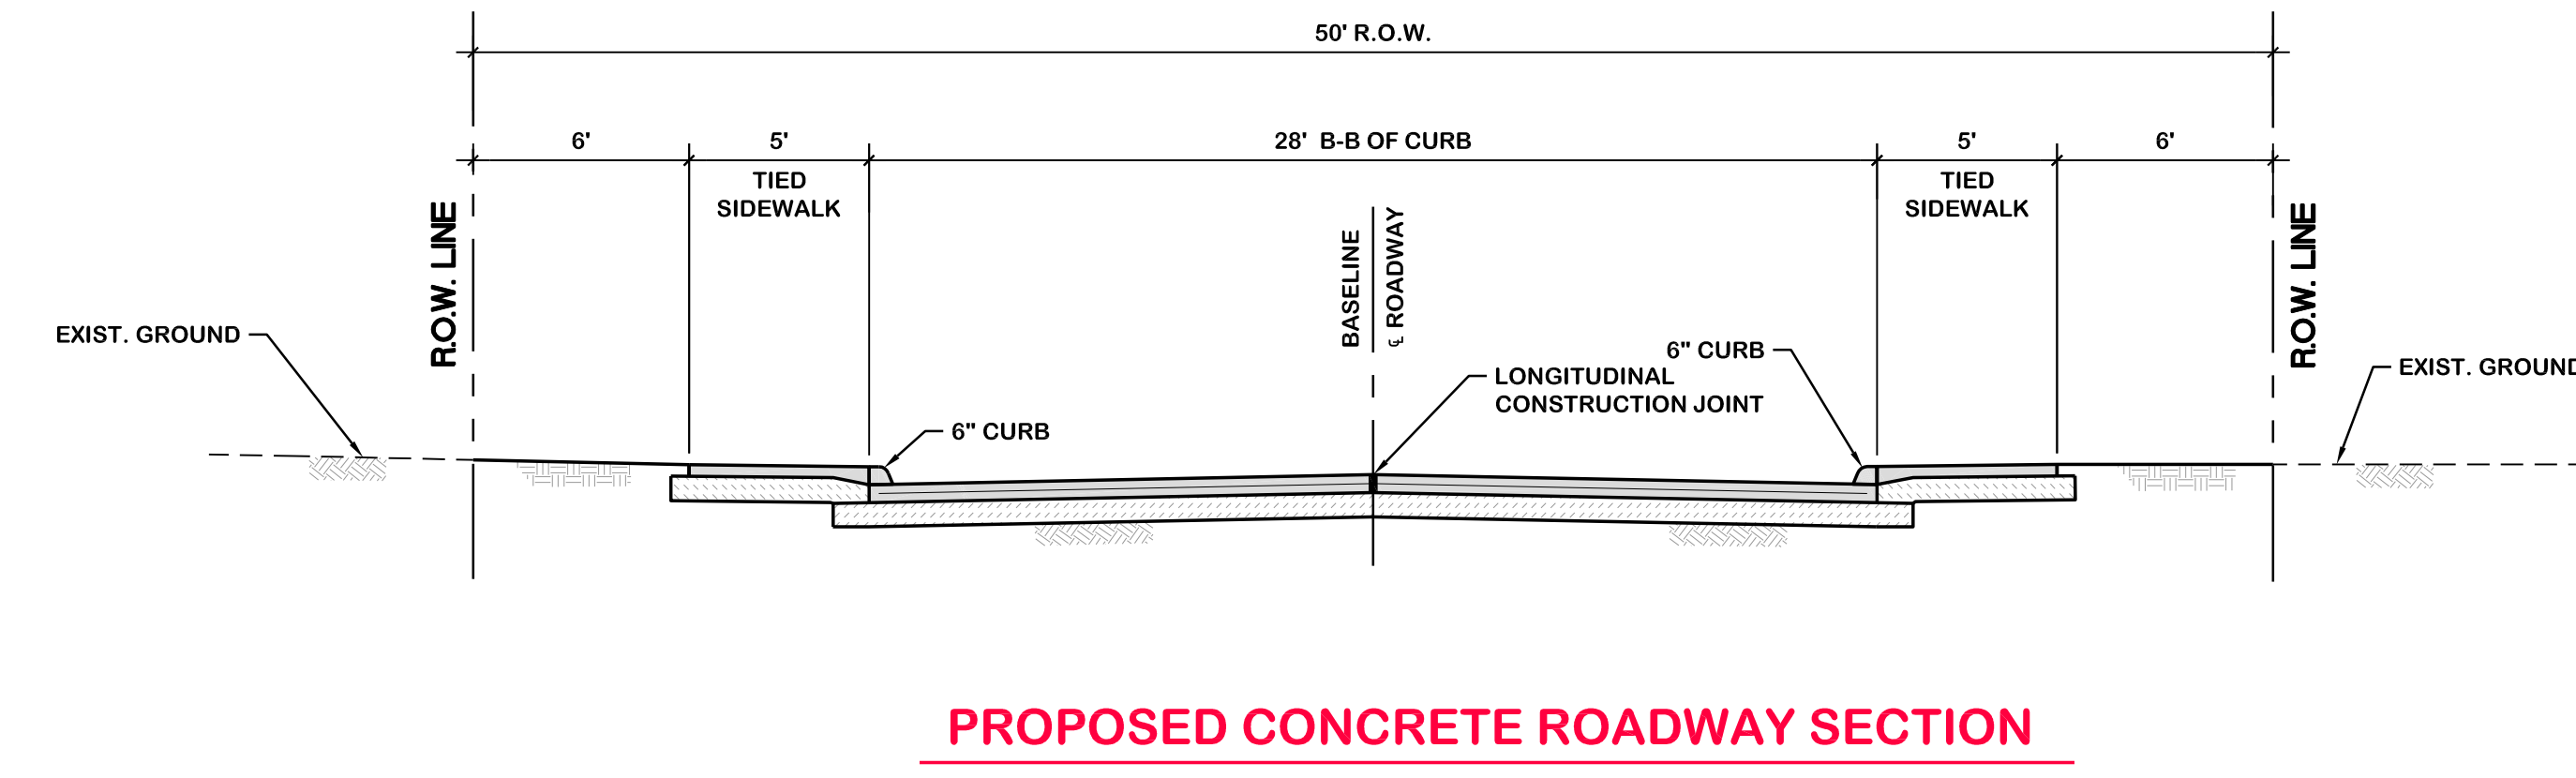 50' R.O.W.
6'
5'
28' B-B OF CURB
5'
6'
TIED
SIDEWALK
TIED
SIDEWALK
R.O.W. LINE
BASELINE
℄ ROADWAY
R.O.W. LINE
EXIST. GROUND
6" CURB
LONGITUDINAL
CONSTRUCTION JOINT
EXIST. GROUND
6" CURB
PROPOSED CONCRETE ROADWAY SECTION